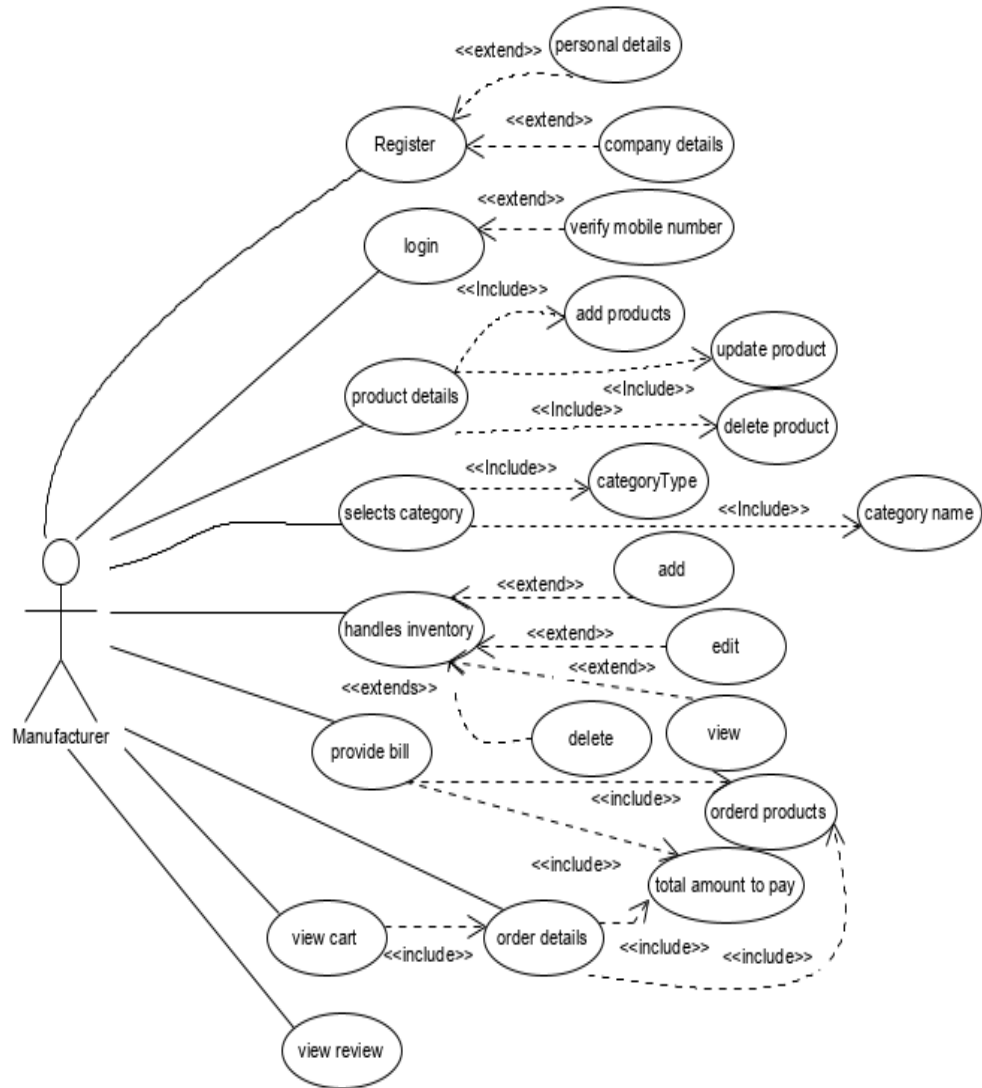 personal details
<<extend>>
<<extend>>
Register
company details
<<extend>>
verify mobile number
login
<<Include>>
add products
update product
product details
<<Include>>
<<Include>>
delete product
<<Include>>
categoryType
selects category
<<Include>>
category name
add
<<extend>>
handles inventory
<<extend>>
edit
<<extend>>
<<extends>>
Manufacturer
provide bill
delete
view
<<include>>
orderd products
<<include>>
total amount to pay
view cart
<<include>>
order details
<<include>>
<<include>>
view review